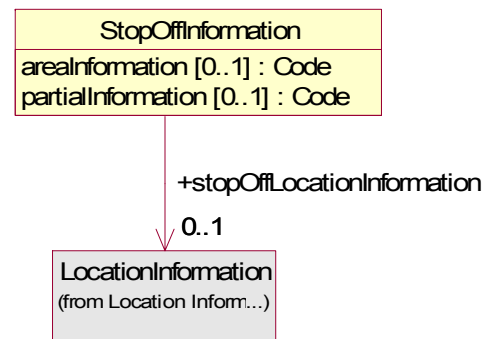 StopOffInformation
areaInformation [0..1] : Code
partialInformation [0..1] : Code
+stopOffLocationInformation
0..1
LocationInformation
(from Location Inform...)